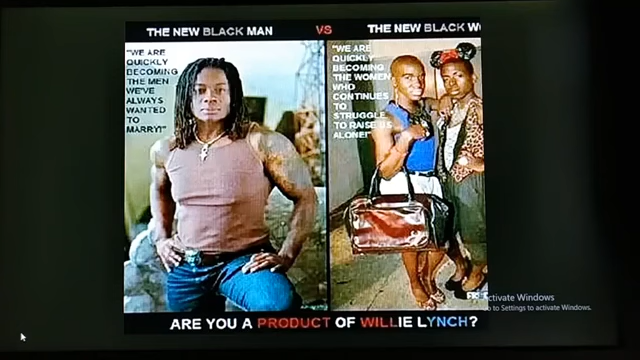 THE NEW BLACK MAN VS THE NEW BLACK W
"WE ARE
QUICKLY
BECOMING
THE MEN
WE'VE
ALWAYS
WANTED
TO
MARRY!"
"WE ARE
QUICKLY
BECOMING
THE WOMEN
WHO
CONTINUES
TO
STRUGGLE
TO RAISE US
ALONE!"
Activate Windows
Go to Settings to activate Windows.
ARE YOU A PRODUCT OF WILLIE LYNCH?